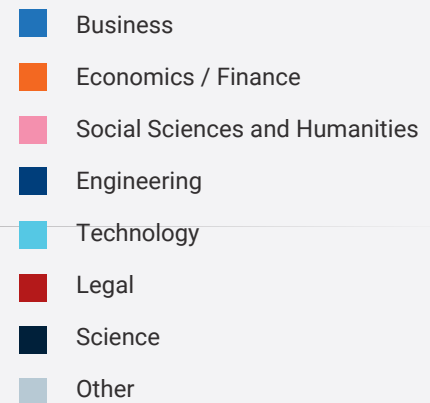 Business
Economics / Finance
Social Sciences and Humanities
Engineering
Technology
Legal
Science
Other